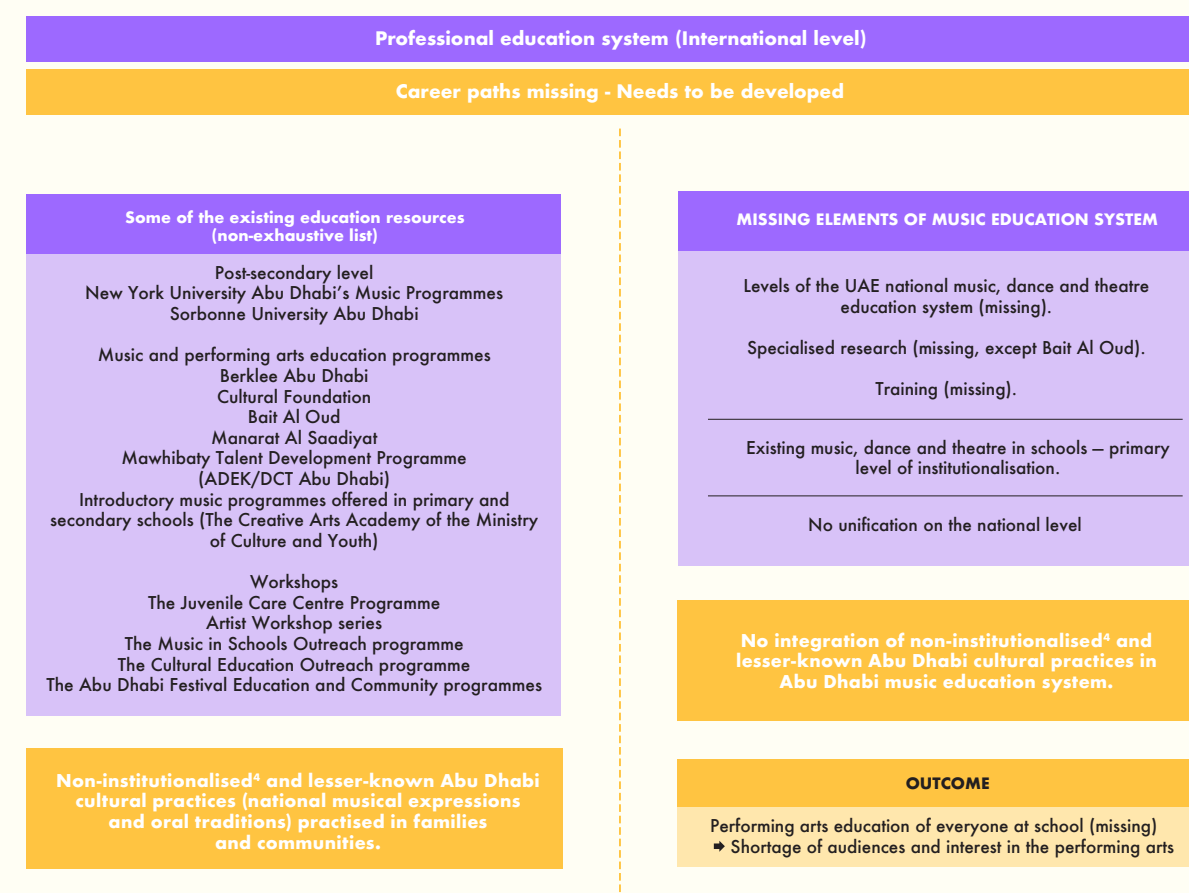 Professional education system (International level)
Career paths missing - Needs to be developed
Some of the existing education resources
(non-exhaustive list)
Post-secondary level
New York University Abu Dhabi’s Music Programmes
Sorbonne University Abu Dhabi
Music and performing arts education programmes
Berklee Abu Dhabi
Cultural Foundation
Bait Al Oud
Manarat Al Saadiyat
Mawhibaty Talent Development Programme
(ADEK/DCT Abu Dhabi)
Introductory music programmes offered in primary and
secondary schools (The Creative Arts Academy of the Ministry
of Culture and Youth)
Workshops
The Juvenile Care Centre Programme
Artist Workshop series
The Music in Schools Outreach programme
The Cultural Education Outreach programme
The Abu Dhabi Festival Education and Community programmes
Non-institutionalised⁴ and lesser-known Abu Dhabi
cultural practices (national musical expressions
and oral traditions) practised in families
and communities.
MISSING ELEMENTS OF MUSIC EDUCATION SYSTEM
Levels of the UAE national music, dance and theatre
education system (missing).
Specialised research (missing, except Bait Al Oud).
Training (missing).
Existing music, dance and theatre in schools – primary
level of institutionalisation.
No unification on the national level
No integration of non-institutionalised⁴ and
lesser-known Abu Dhabi cultural practices in
Abu Dhabi music education system.
OUTCOME
Performing arts education of everyone at school (missing)
➡ Shortage of audiences and interest in the performing arts